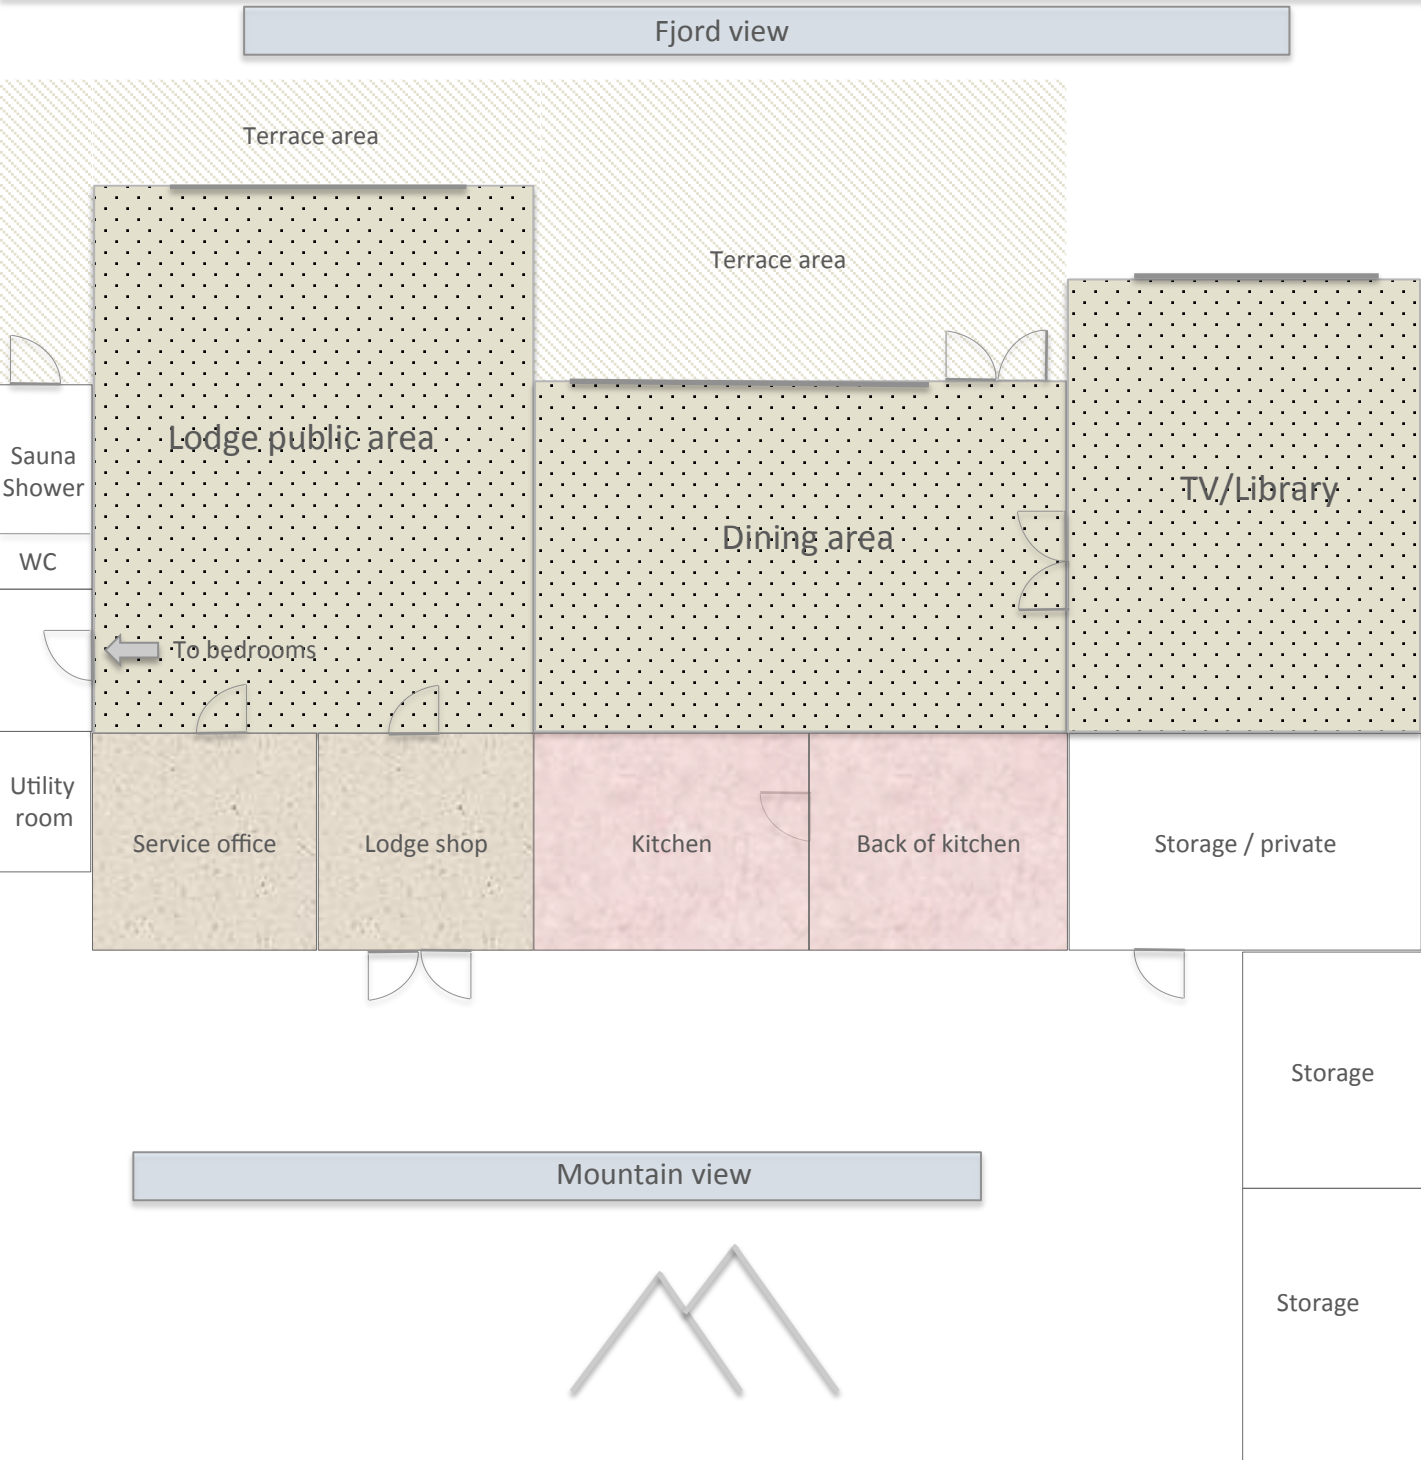 Fjord view
Terrace area
Terrace area
Lodge public area
Sauna
Shower
TV/Library
Dining area
WC
To bedrooms
Utility
room
Service office
Lodge shop
Kitchen
Back of kitchen
Storage / private
Storage
Mountain view
Storage